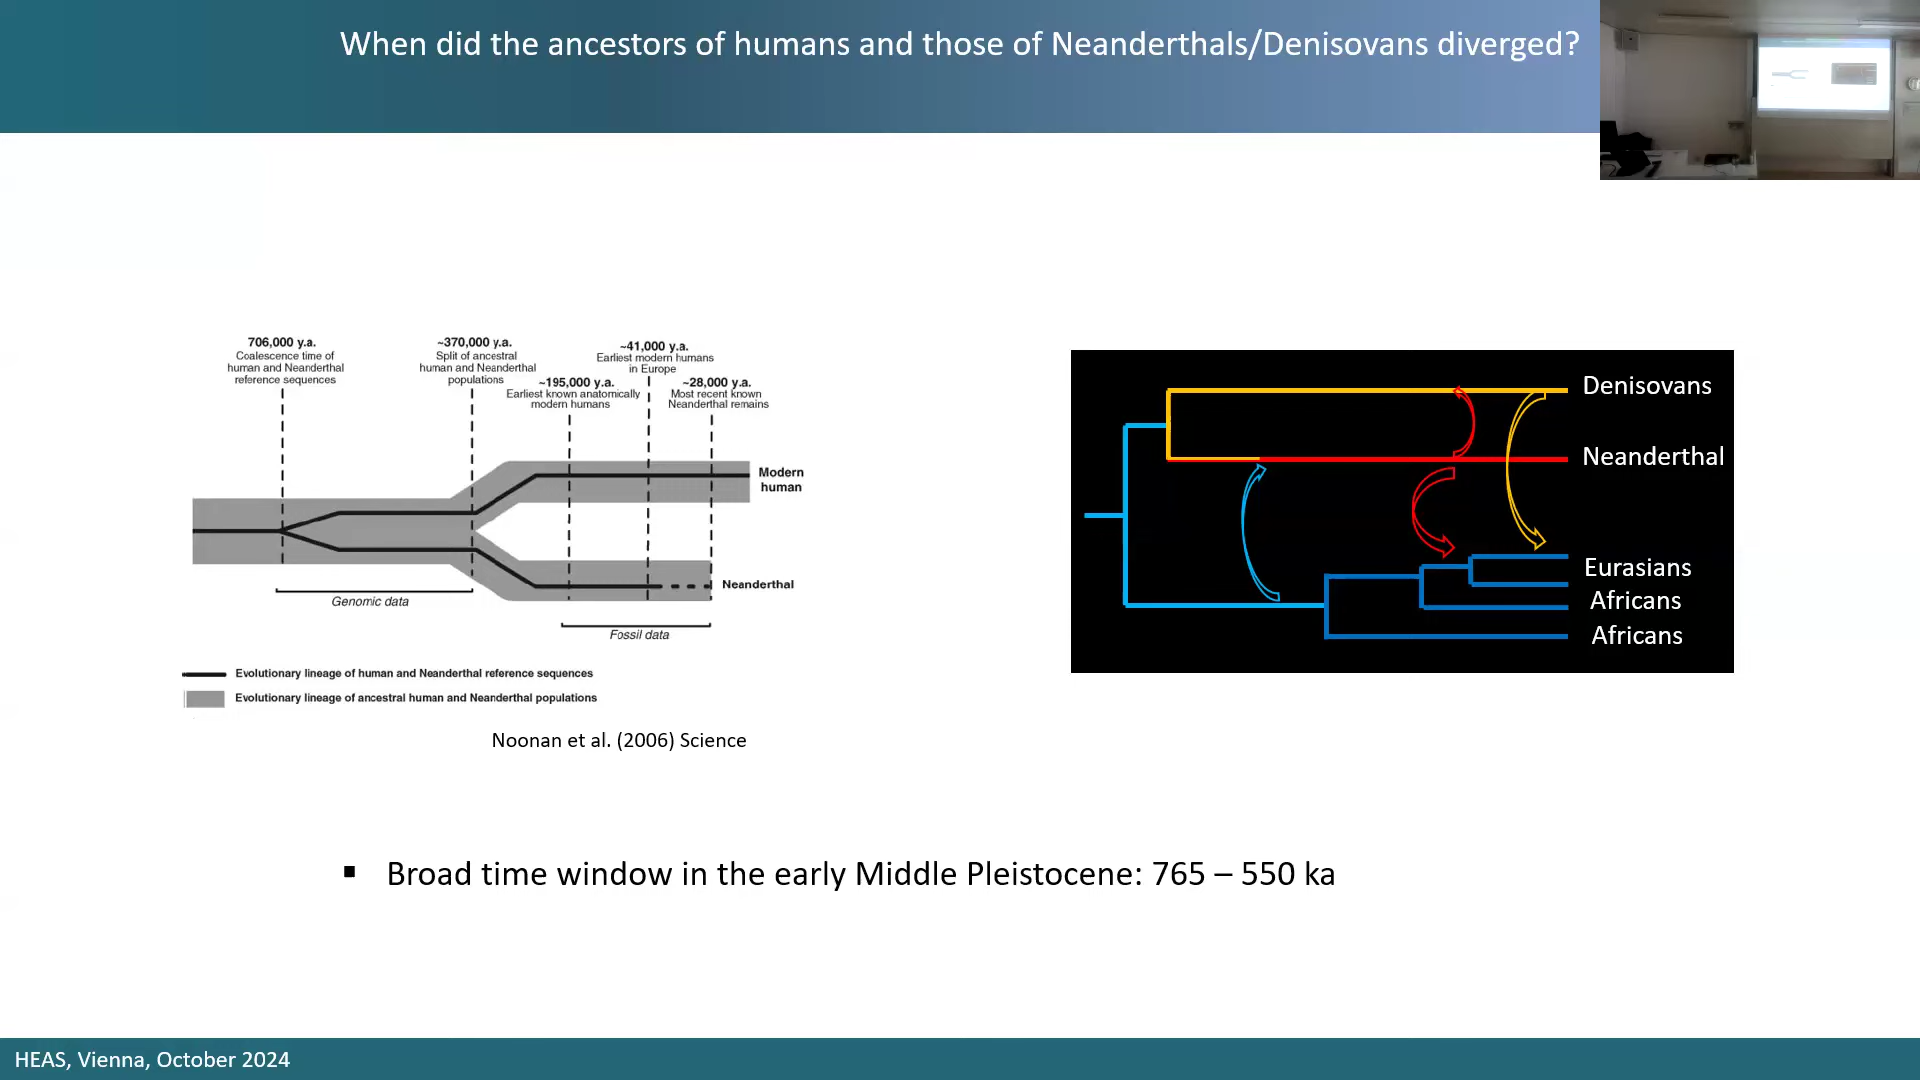 When did the ancestors of humans and those of Neanderthals/Denisovans diverged?
706,000 y.a.
Coalescence time of
human and Neanderthal
reference sequences
~370,000 y.a.
Split of ancestral
human and Neanderthal
populations
~195,000 y.a.
Earliest known anatomically
modern humans
~41,000 y.a.
Earliest modern humans
in Europe
~28,000 y.a.
Most recent known
Neanderthal remains
Modern
human
Neanderthal
Genomic data
Fossil data
Evolutionary lineage of human and Neanderthal reference sequences
Evolutionary lineage of ancestral human and Neanderthal populations
Noonan et al. (2006) Science
Denisovans
Neanderthal
Eurasians
Africans
Africans
▪ Broad time window in the early Middle Pleistocene: 765 – 550 ka
HEAS, Vienna, October 2024